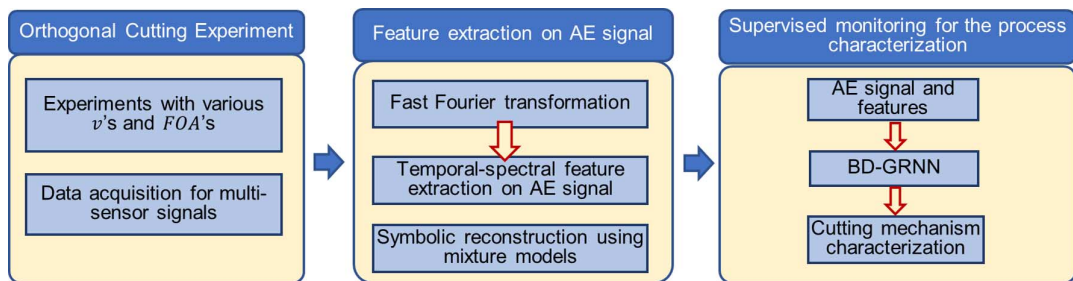 Orthogonal Cutting Experiment
Experiments with various
v's and FOA's
Data acquisition for multi-
sensor signals
Feature extraction on AE signal
Fast Fourier transformation
Temporal-spectral feature
extraction on AE signal
Symbolic reconstruction using
mixture models
Supervised monitoring for the process
characterization
AE signal and
features
BD-GRNN
Cutting mechanism
characterization